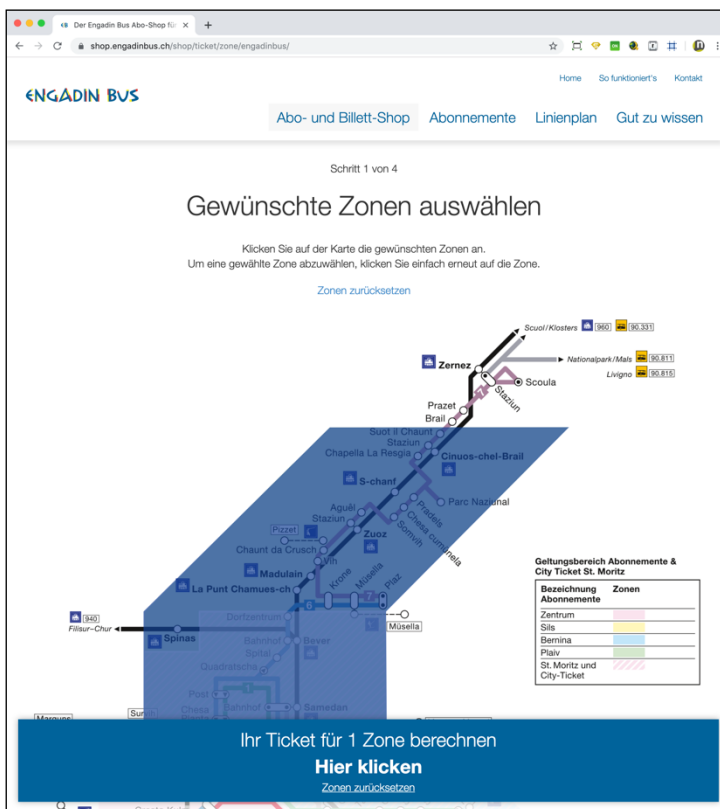 Der Engadin Bus Abo-Shop für
shop.engadinbus.ch/shop/ticket/zone/engadinbus/
Home So funktioniert's Kontakt
ENGADIN BUS
Abo- und Billett-Shop Abonnemente Linienplan Gut zu wissen
Schritt 1 von 4
Gewünschte Zonen auswählen
Klicken Sie auf der Karte die gewünschten Zonen an.
Um eine gewählte Zone abzuwählen, klicken Sie einfach erneut auf die Zone.
Zonen zurücksetzen
Scuol/Klosters 960 90.331
Zernez
Nationalpark/Mals 90.811
Livigno 90.815
Scuola
Staziun
7
Prazet
Brail
Suot il Chaunt
Staziun
Chapella La Resgia
Cinuos-chel-Brail
S-chanf
Parc Naziunal
Aguêl
Staziun
Pradels
Chesa cumünela
Somvih
Pizzet
Zuoz
Chaunt da Crusch
Vih
Madulain
Krone
Müsella
Plaz
La Punt Chamues-ch
6
7
Dorfzentrum
Müsella
940
Filisur-Chur
Spinas
Bahnhof
Bever
Spital
Quadratscha
Post
Chesa
Bahnhof
Samedan
Geltungsbereich Abonnemente &
City Ticket St. Moritz
Bezeichnung Zonen
Abonnemente
Zentrum
Sils
Bernina
Plaiv
St. Moritz und
City-Ticket
Ihr Ticket für 1 Zone berechnen
Hier klicken
Zonen zurücksetzen